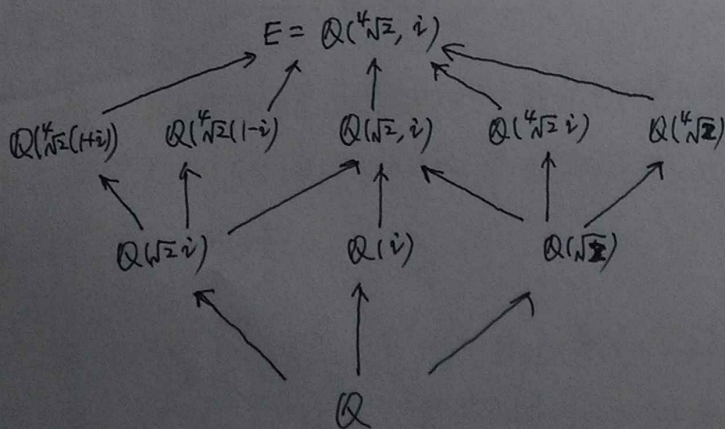 E = Q(⁴√2, i)
Q(⁴√2(1+i)) Q(⁴√2(1-i)) Q(√2, i) Q(⁴√2 i) Q(⁴√2)
Q(√2 i) Q(i) Q(√2)
Q